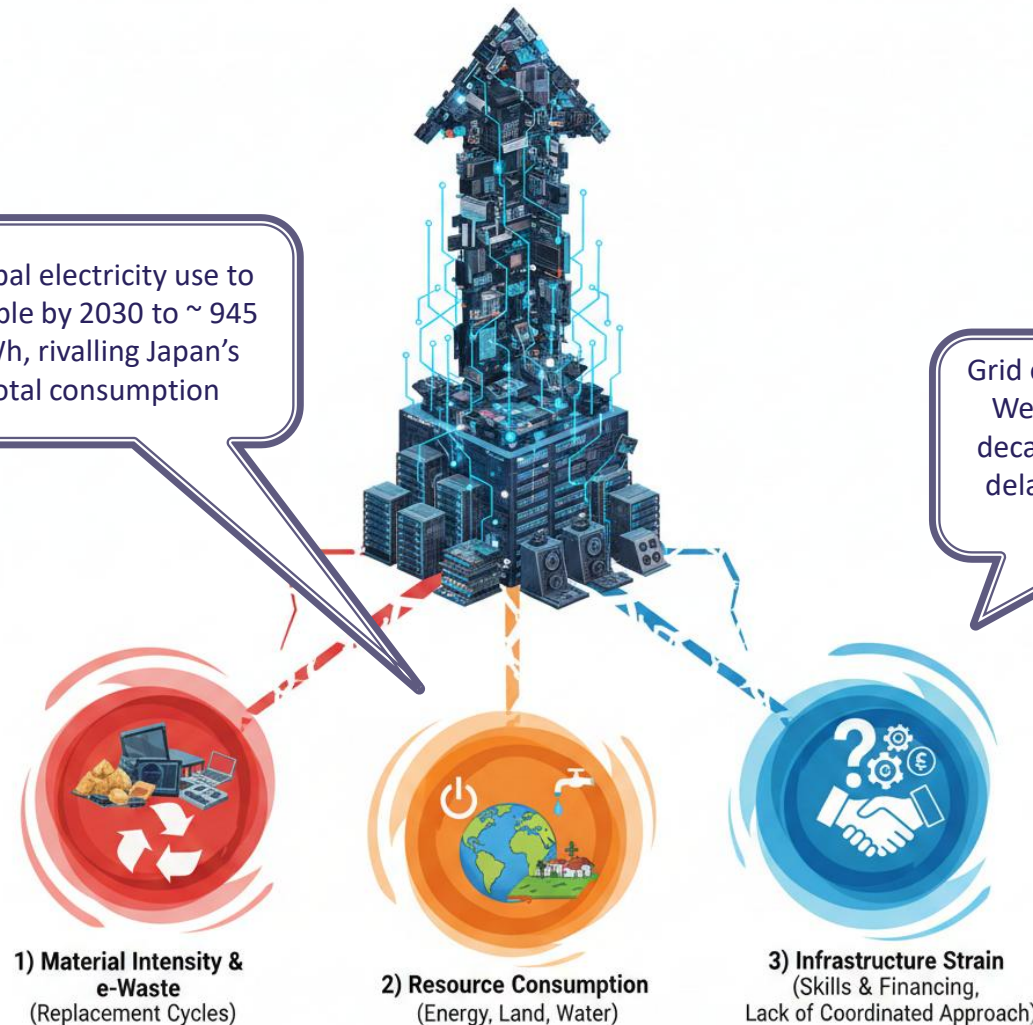 bal electricity use to
ble by 2030 to ~ 945
Wh, rivalling Japan's
otal consumption
Grid
We
deca
dela
1) Material Intensity &
e-Waste
(Replacement Cycles)
2) Resource Consumption
(Energy, Land, Water)
3) Infrastructure Strain
(Skills & Financing,
Lack of Coordinated Approach)